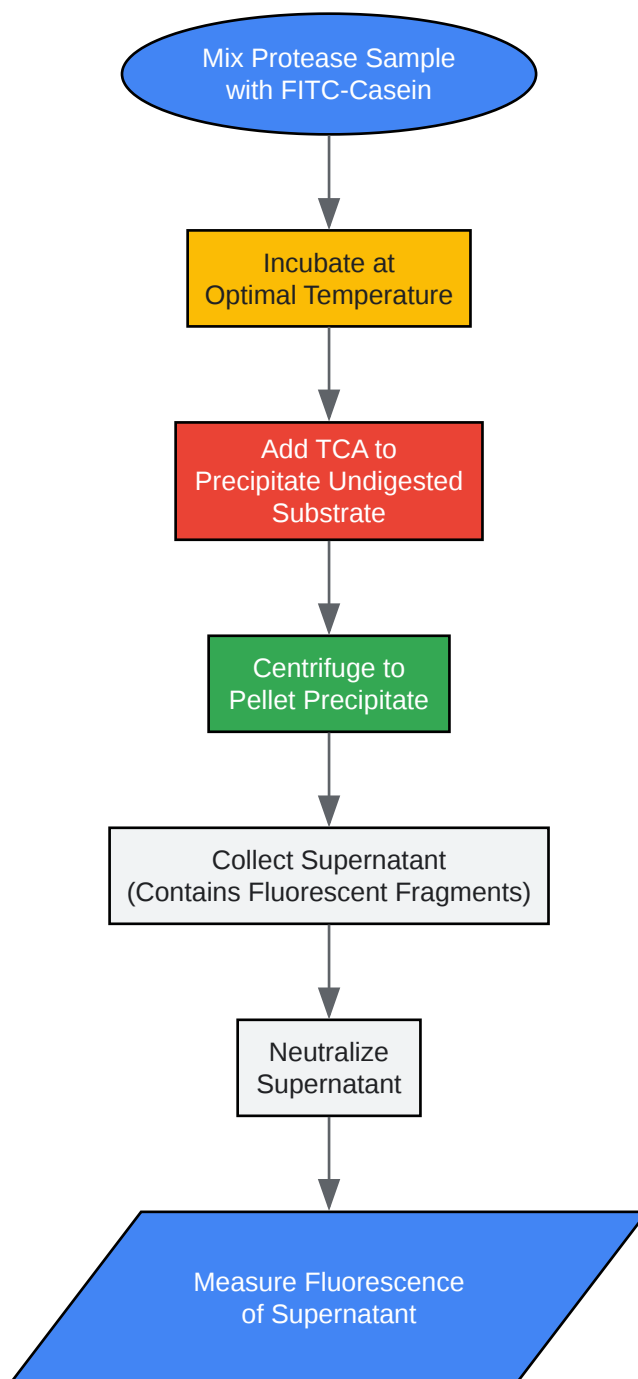 Mix Protease Sample
with FITC-Casein
Incubate at
Optimal Temperature
Add TCA to
Precipitate Undigested
Substrate
Centrifuge to
Pellet Precipitate
Collect Supernatant
(Contains Fluorescent Fragments)
Neutralize
Supernatant
Measure Fluorescence
of Supernatant